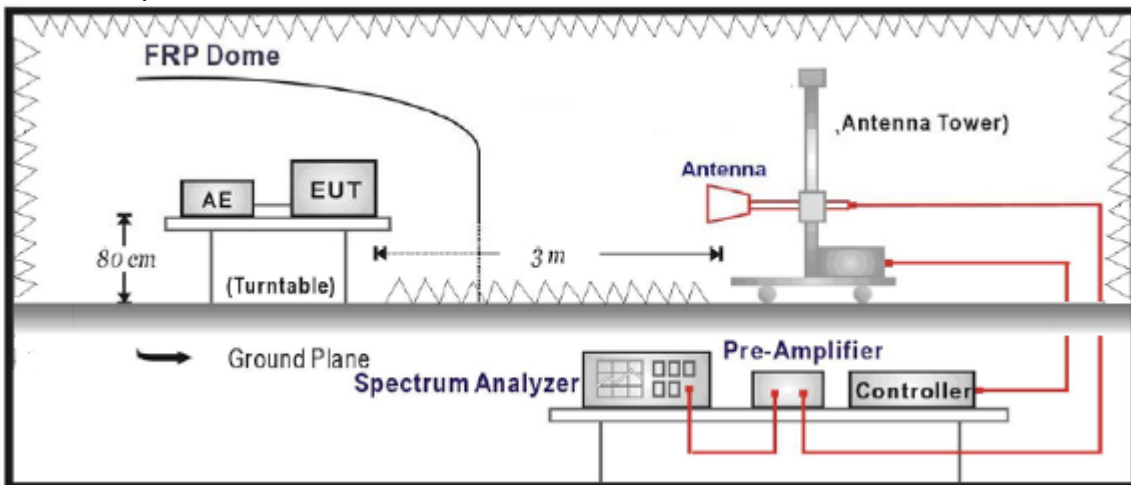 FRP Dome
(Antenna Tower)
Antenna
AE
EUT
80 cm
3 m
(Turntable)
Ground Plane
Pre-Amplifier
Spectrum Analyzer
Controller